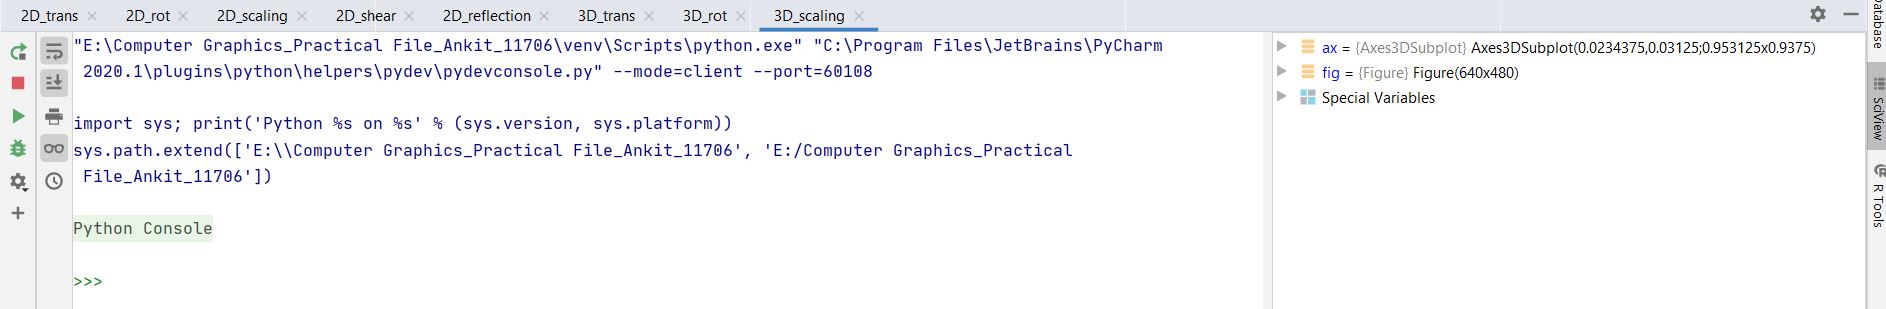 2D_trans 2D_rot 2D_scaling 2D_shear 2D_reflection 3D_trans 3D_rot 3D_scaling
"E:\Computer Graphics_Practical File_Ankit_11706\venv\Scripts\python.exe" "C:\Program Files\JetBrains\PyCharm
2020.1\plugins\python\helpers\pydev\pydevconsole.py" --mode=client --port=60108
import sys; print('Python %s on %s' % (sys.version, sys.platform))
sys.path.extend(['E:\\Computer Graphics_Practical File_Ankit_11706', 'E:/Computer Graphics_Practical
File_Ankit_11706'])
Python Console
>>>
ax = {Axes3DSubplot} Axes3DSubplot(0.0234375,0.03125;0.953125x0.9375)
fig = {Figure} Figure(640x480)
Special Variables
Database
SciView
R Tools